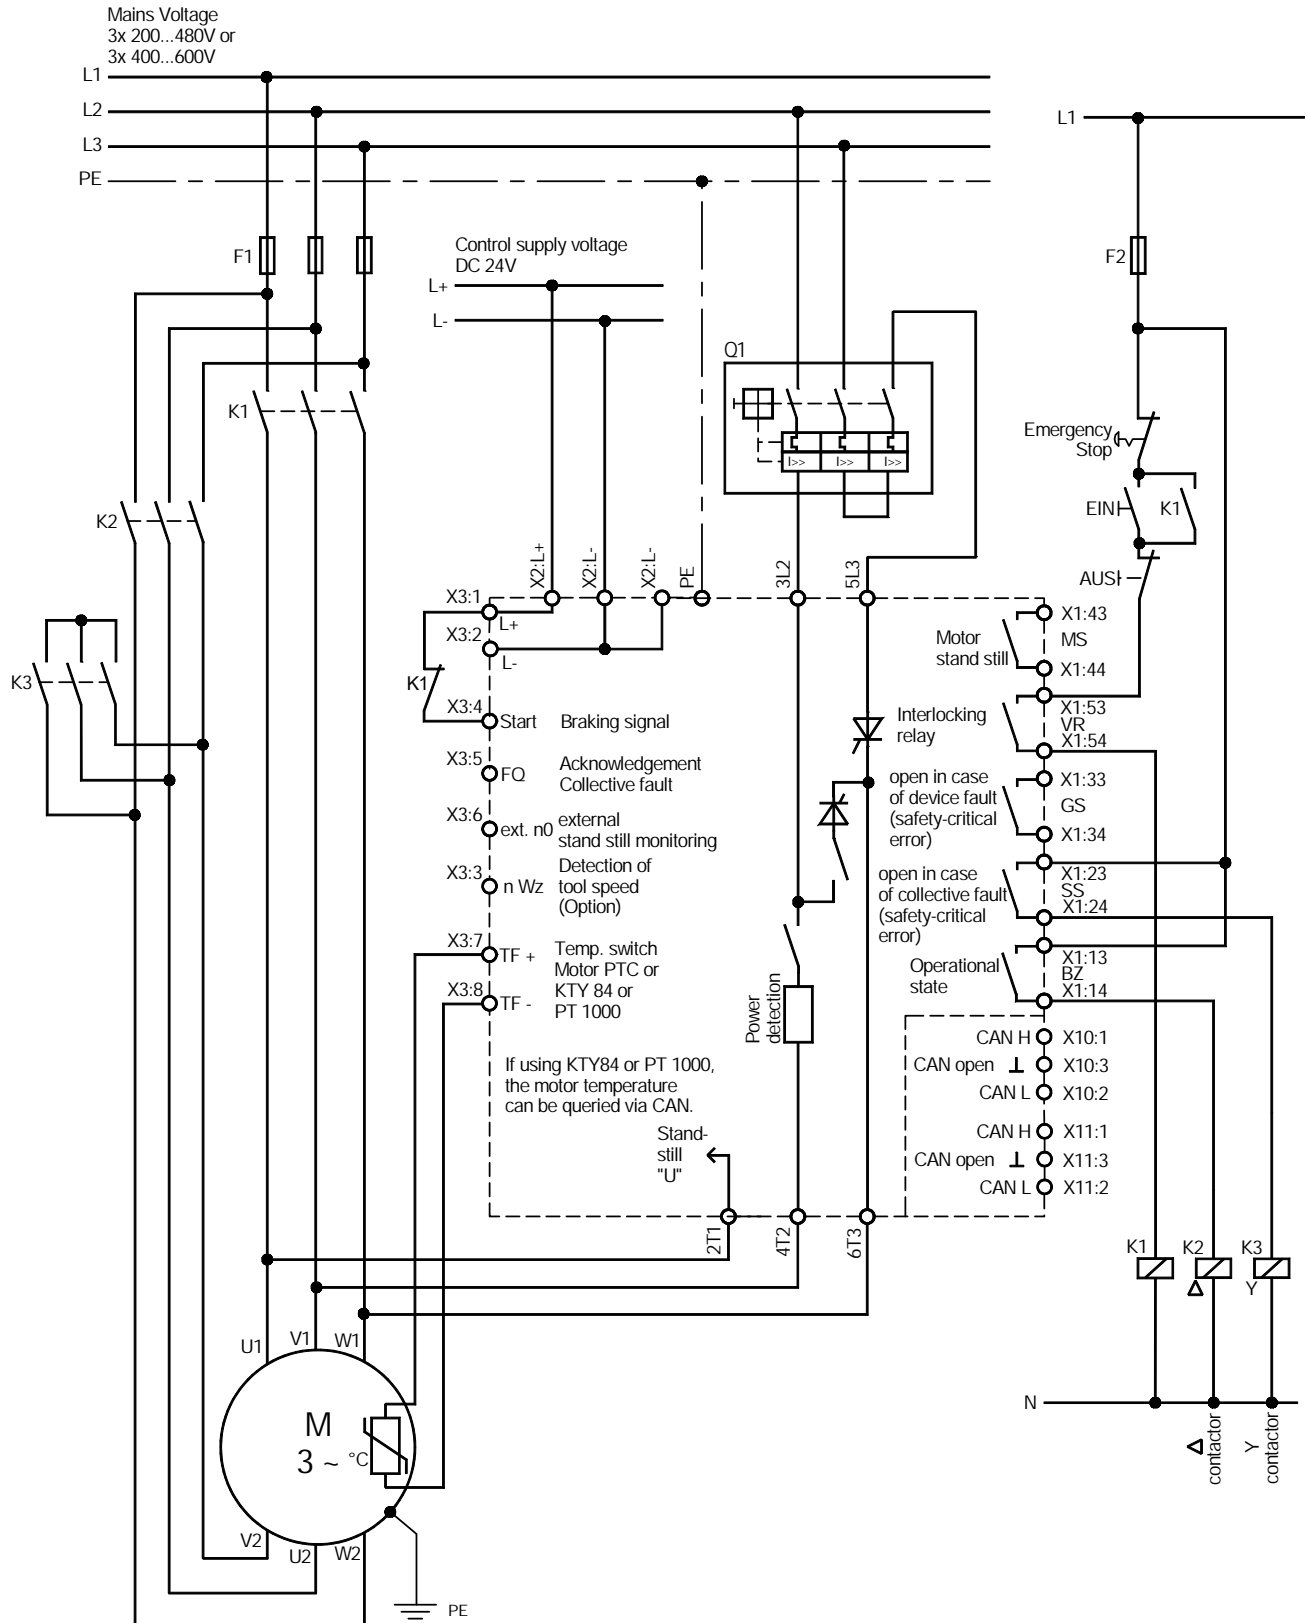 Mains Voltage
3x 200...480V or
3x 400...600V
L1
L2
L3
PE
L1
F1
Control supply voltage
DC 24V
L+
L-
F2
Q1
K1
I>> I>> I>>
Emergency
Stop
EIN
K1
AUS
K2
X2:L+
X2:L-
X2:L-
PE
3L2
5L3
K3
X3:1
L+
X3:2
L-
K1
X3:4
Start Braking signal
X3:5
FQ
Acknowledgement
Collective fault
X3:6
ext. n0
external
stand still monitoring
X3:3
n Wz
Detection of
tool speed
(Option)
X3:7
TF +
Temp. switch
Motor PTC or
KTY 84 or
PT 1000
X3:8
TF -
If using KTY84 or PT 1000,
the motor temperature
can be queried via CAN.
Stand-
still
"U"
Power
detection
Motor
stand still
X1:43
MS
X1:44
Interlocking
relay
X1:53
VR
X1:54
open in case
of device fault
(safety-critical
error)
X1:33
GS
X1:34
open in case
of collective fault
(safety-critical
error)
X1:23
SS
X1:24
Operational
state
X1:13
BZ
X1:14
CAN H X10:1
CAN open X10:3
CAN L X10:2
CAN H X11:1
CAN open X11:3
CAN L X11:2
2T1
4T2
6T3
K1
K2
Δ
K3
Y
U1
V1
W1
M
3 ~
°C
V2
U2
W2
PE
N
Δ
contactor
Y
contactor